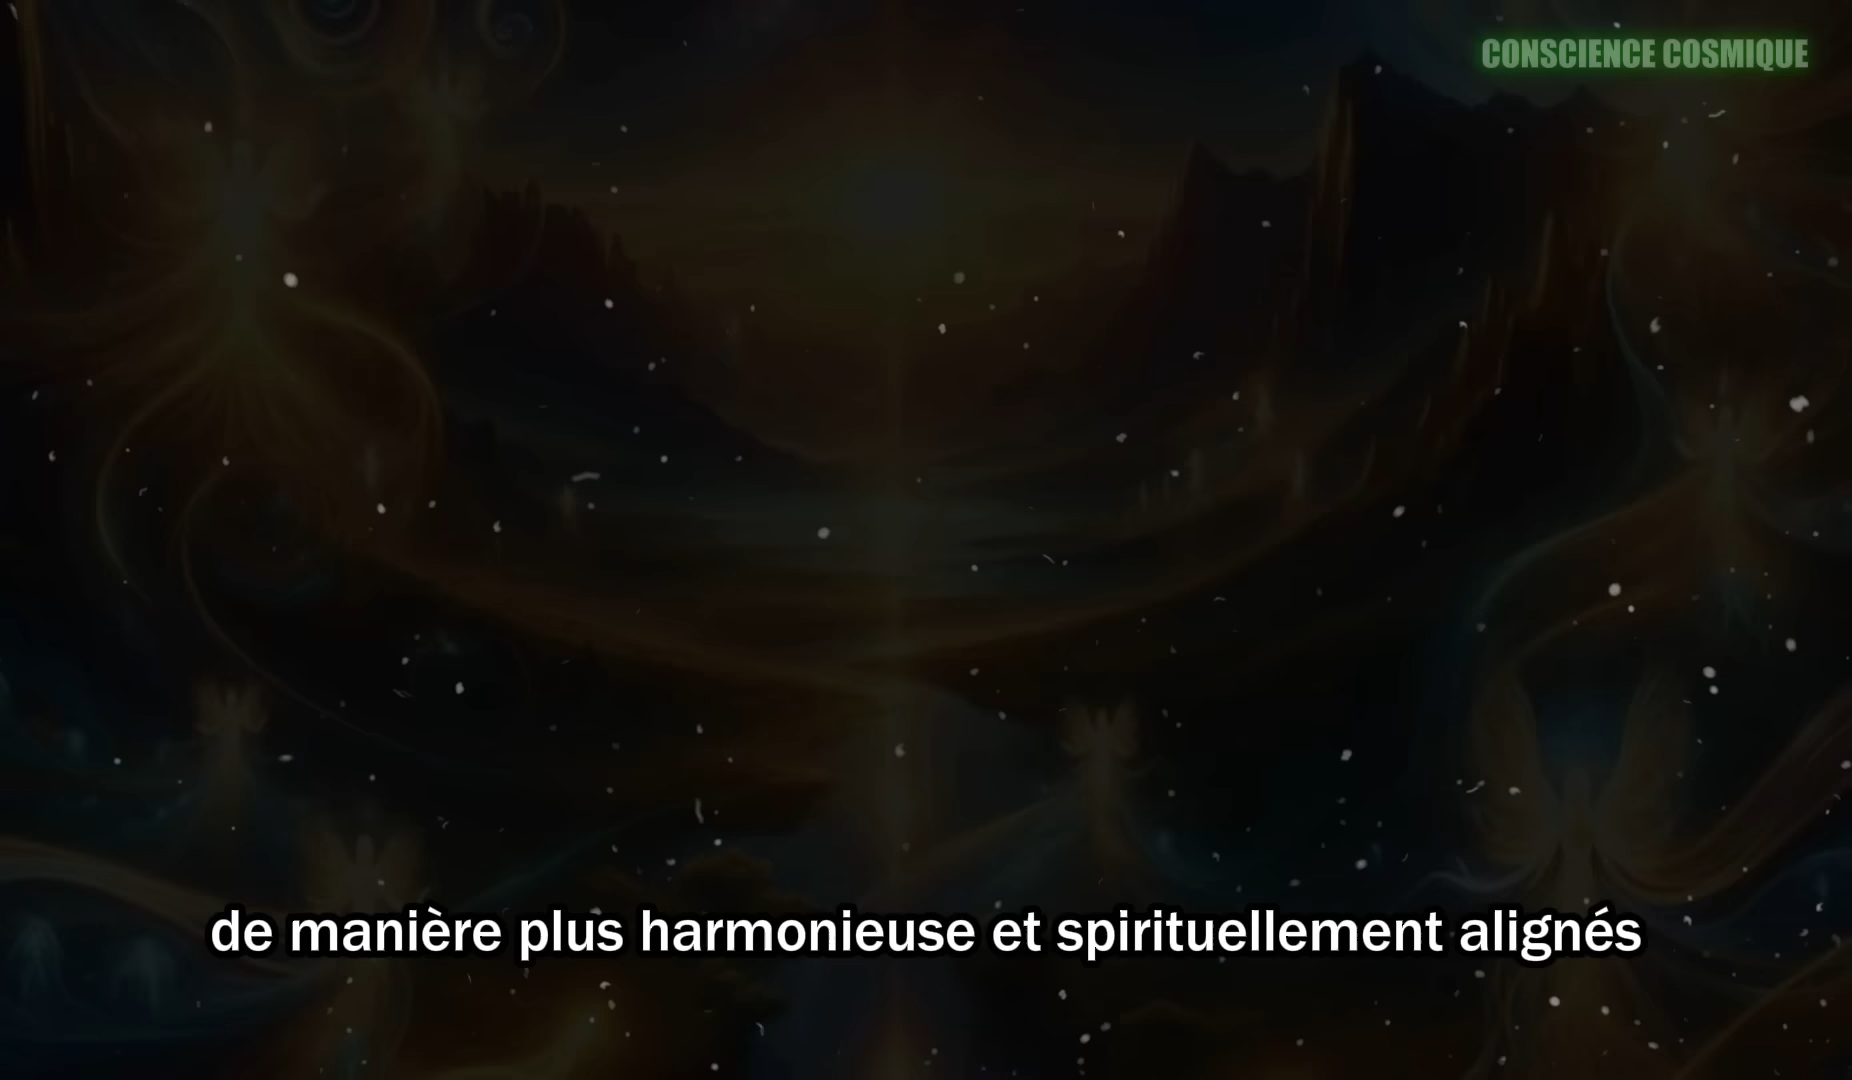 CONSCIENCE COSMIQUE
de manière plus harmonieuse et spirituellement alignés